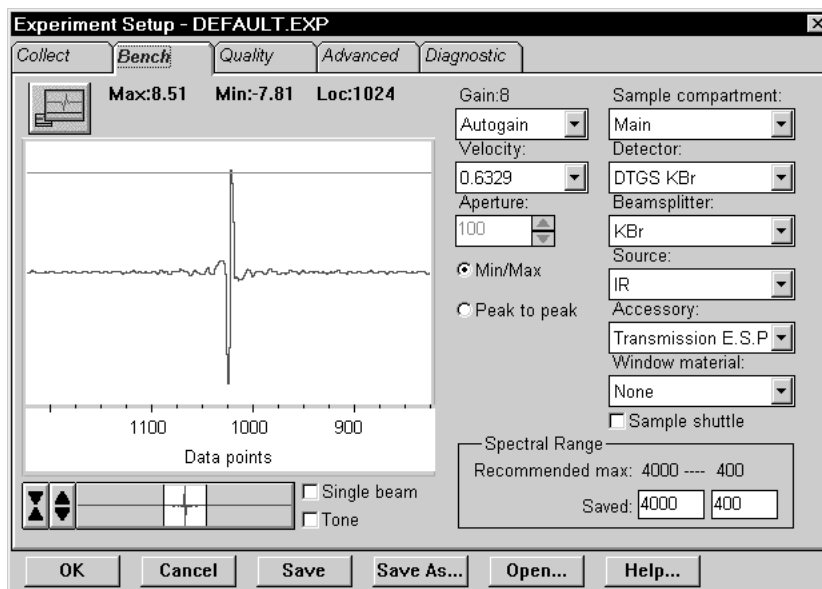 Experiment Setup - DEFAULT.EXP
Collect
Bench
Quality
Advanced
Diagnostic
Max:8.51 Min:-7.81 Loc:1024
Gain:8
Autogain
Velocity:
0.6329
Aperture:
100
Min/Max
Peak to peak
Sample compartment:
Main
Detector:
DTGS KBr
Beamsplitter:
KBr
Source:
IR
Accessory:
Transmission E.S.P
Window material:
None
Sample shuttle
1100 1000 900
Data points
Single beam
Tone
Spectral Range
Recommended max: 4000 ---- 400
Saved: 4000 400
OK
Cancel
Save
Save As...
Open...
Help...